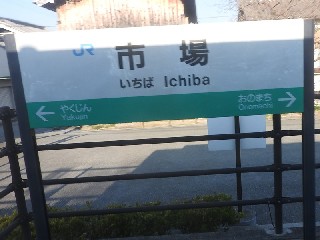 JR
市場
いちば Ichiba
← やくじん おのまち →
Yakujin Onomachi